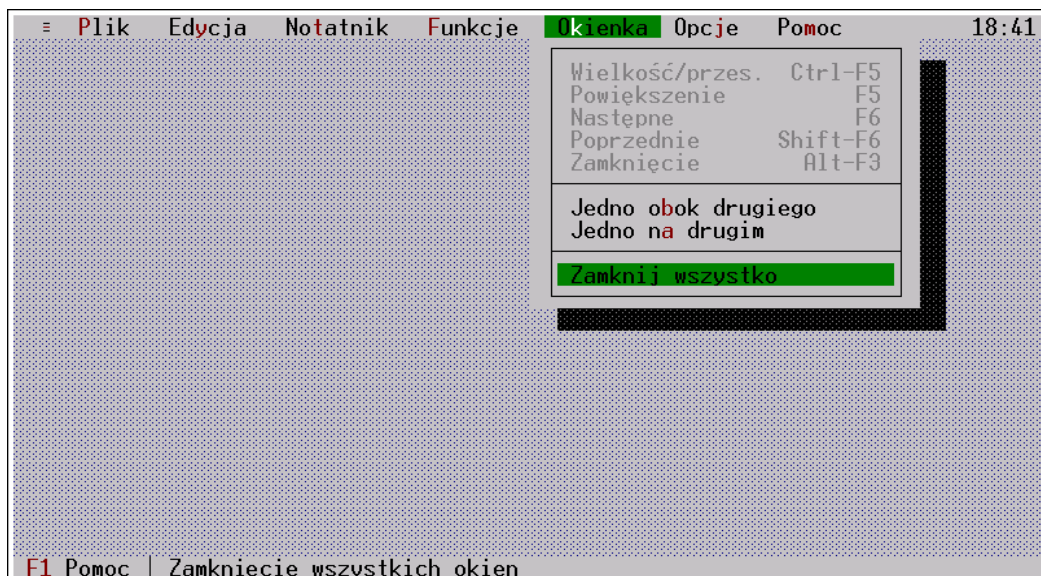 ≡ Plik Edycja Notatnik Funkcje Okienka Opcje Pomoc 18:41
Wielkość/przes. Ctrl-F5
Powiększenie F5
Następne F6
Poprzednie Shift-F6
Zamknięcie Alt-F3
Jedno obok drugiego
Jedno na drugim
Zamknij wszystko
F1 Pomoc | Zamknięcie wszystkich okien